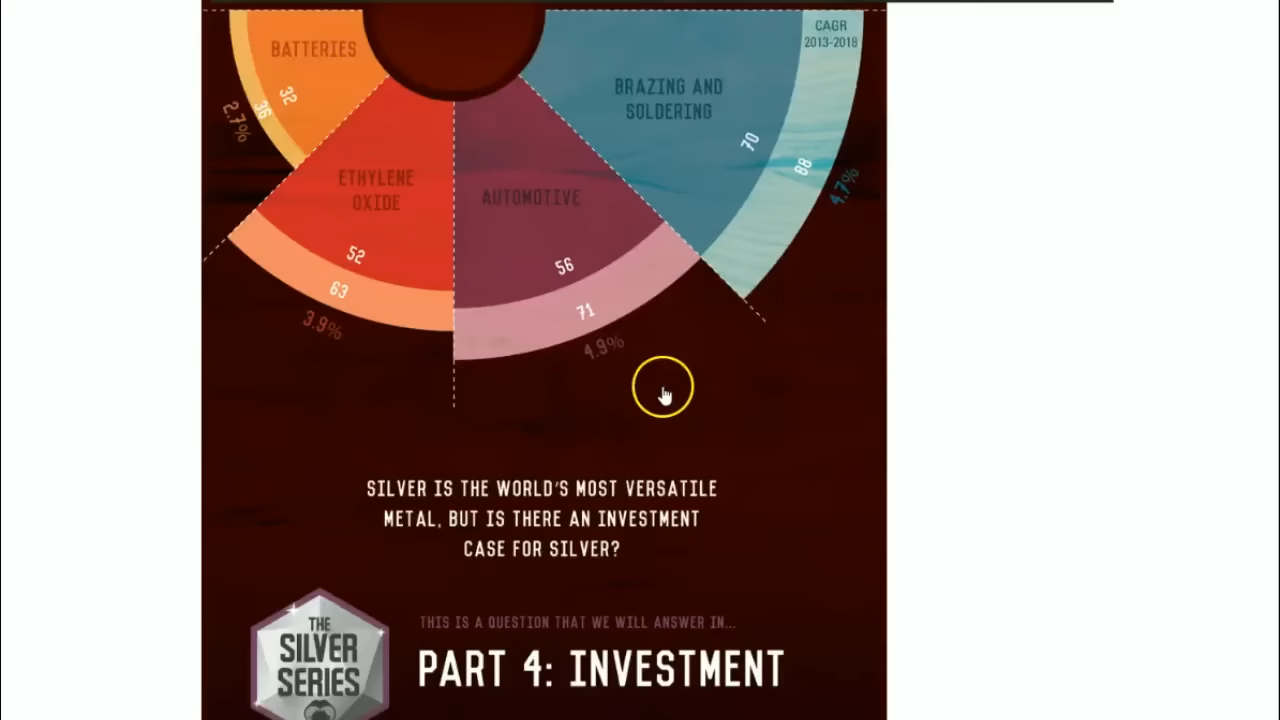 CAGR
2013-2018
BATTERIES
32
36
2.7%
BRAZING AND
SOLDERING
70
88
4.7%
ETHYLENE
OXIDE
52
63
3.9%
AUTOMOTIVE
56
71
4.9%
SILVER IS THE WORLD'S MOST VERSATILE
METAL, BUT IS THERE AN INVESTMENT
CASE FOR SILVER?
THIS IS A QUESTION THAT WE WILL ANSWER IN...
PART 4: INVESTMENT
THE
SILVER
SERIES